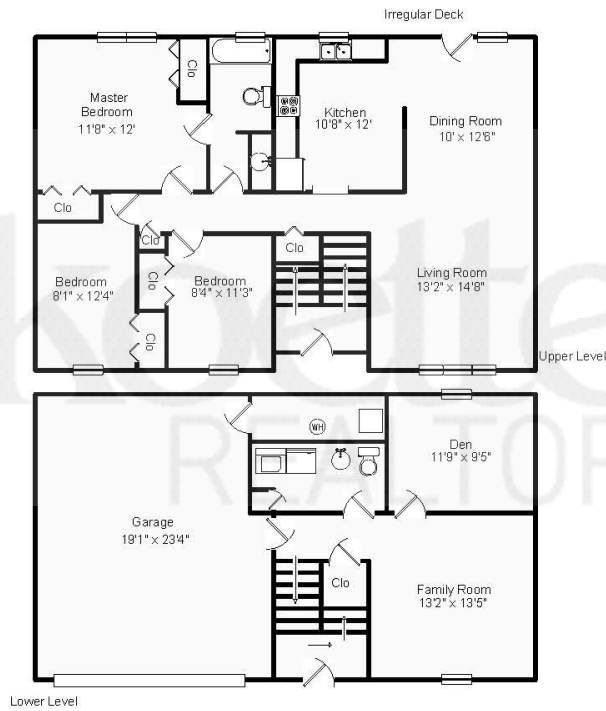 Irregular Deck
Clo
Master
Bedroom
11'8" x 12'
Kitchen
10'8" x 12'
Dining Room
10' x 12'8"
Clo
Clo
Clo
Bedroom
8'1" x 12'4"
Clo
Bedroom
8'4" x 11'3"
Living Room
13'2" x 14'8"
Clo
Upper Level
koette
REALTOR
WH
Den
11'9" x 9'5"
Garage
19'1" x 23'4"
Clo
Family Room
13'2" x 13'5"
Lower Level